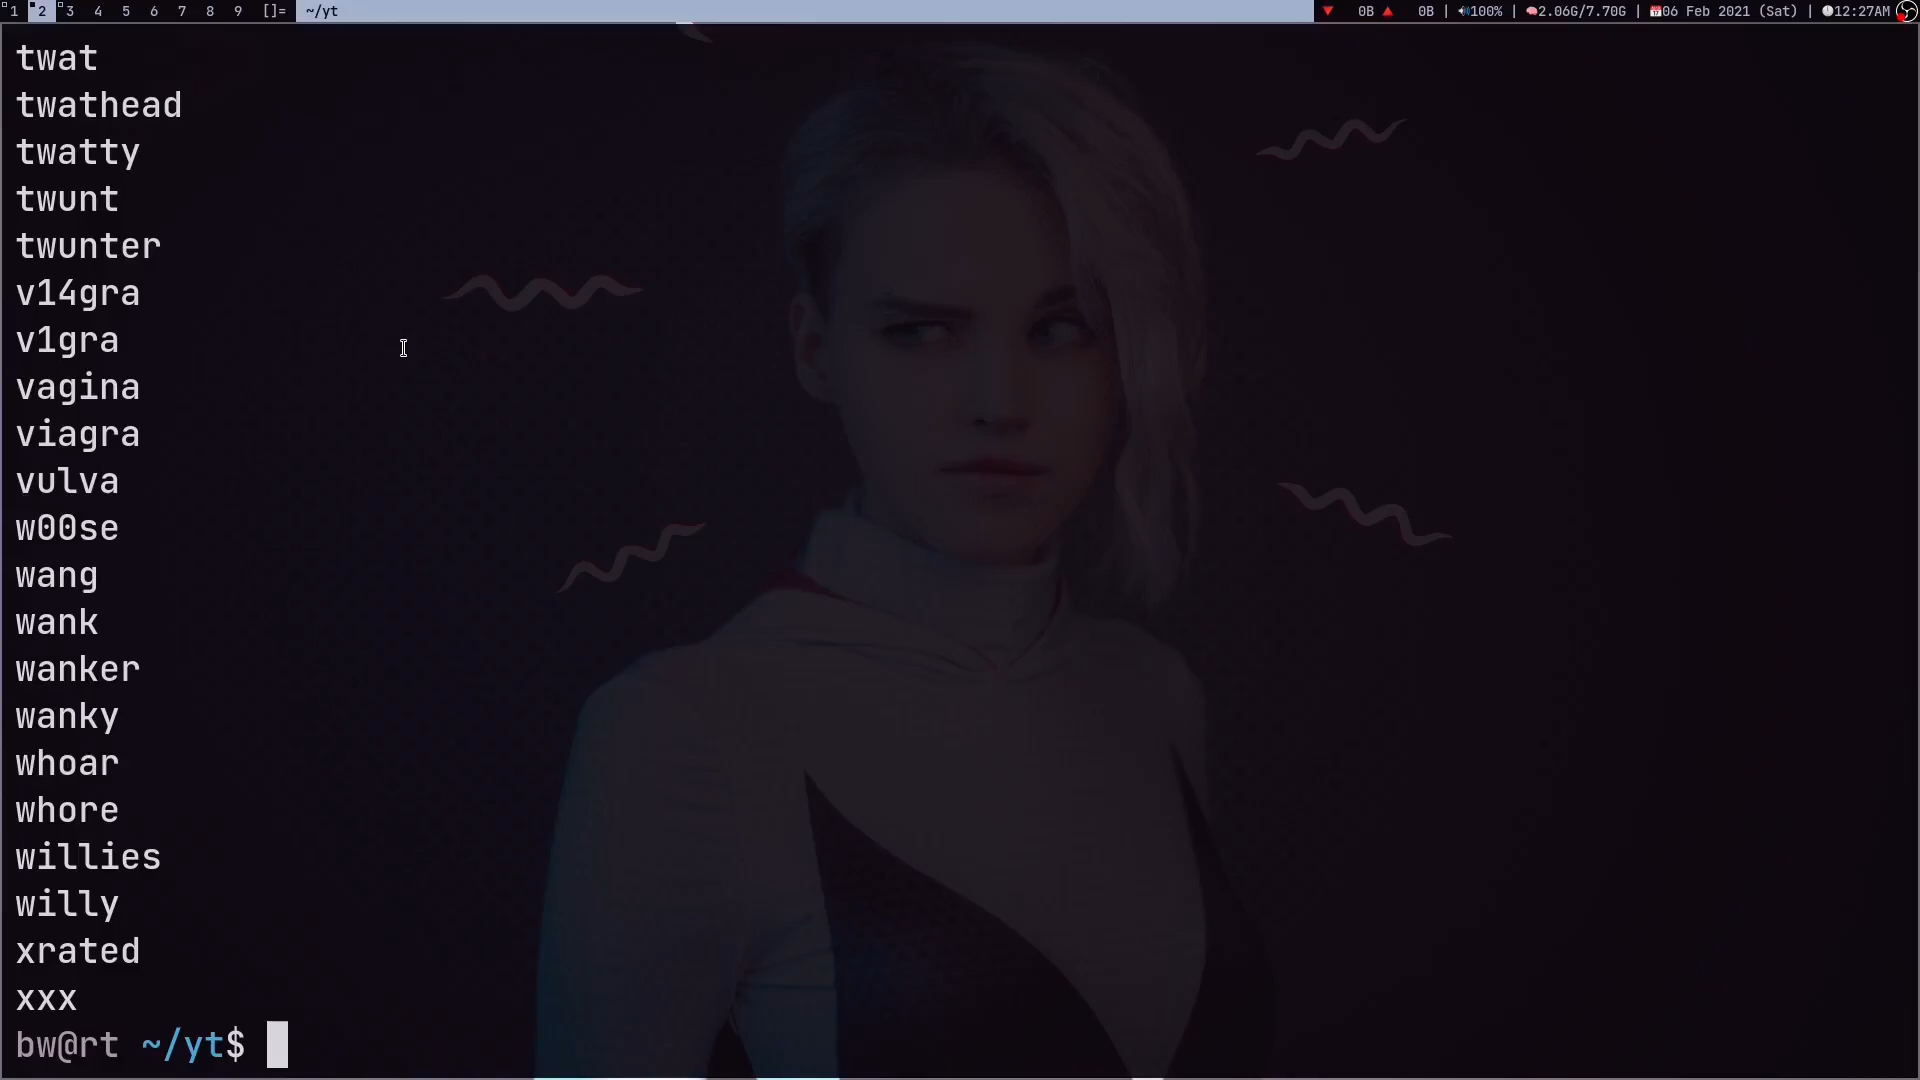 1 2 3 4 5 6 7 8 9 []= ~/yt 0B 0B | 100% | 2.06G/7.70G | 06 Feb 2021 (Sat) | 12:27AM
twat
twathead
twatty
twunt
twunter
v14gra
v1gra
vagina
viagra
vulva
w00se
wang
wank
wanker
wanky
whoar
whore
willies
willy
xrated
xxx
bw@rt ~/yt$